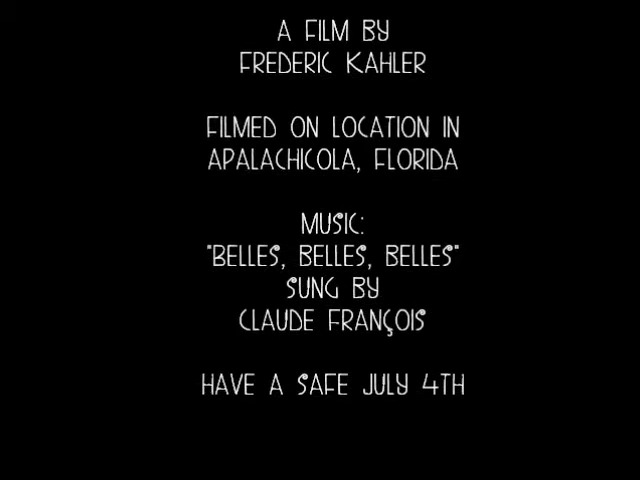 A FILM BY
FREDERIC KAHLER
FILMED ON LOCATION IN
APALACHICOLA, FLORIDA
MUSIC:
"BELLES, BELLES, BELLES"
SUNG BY
CLAUDE FRANÇOIS
HAVE A SAFE JULY 4TH